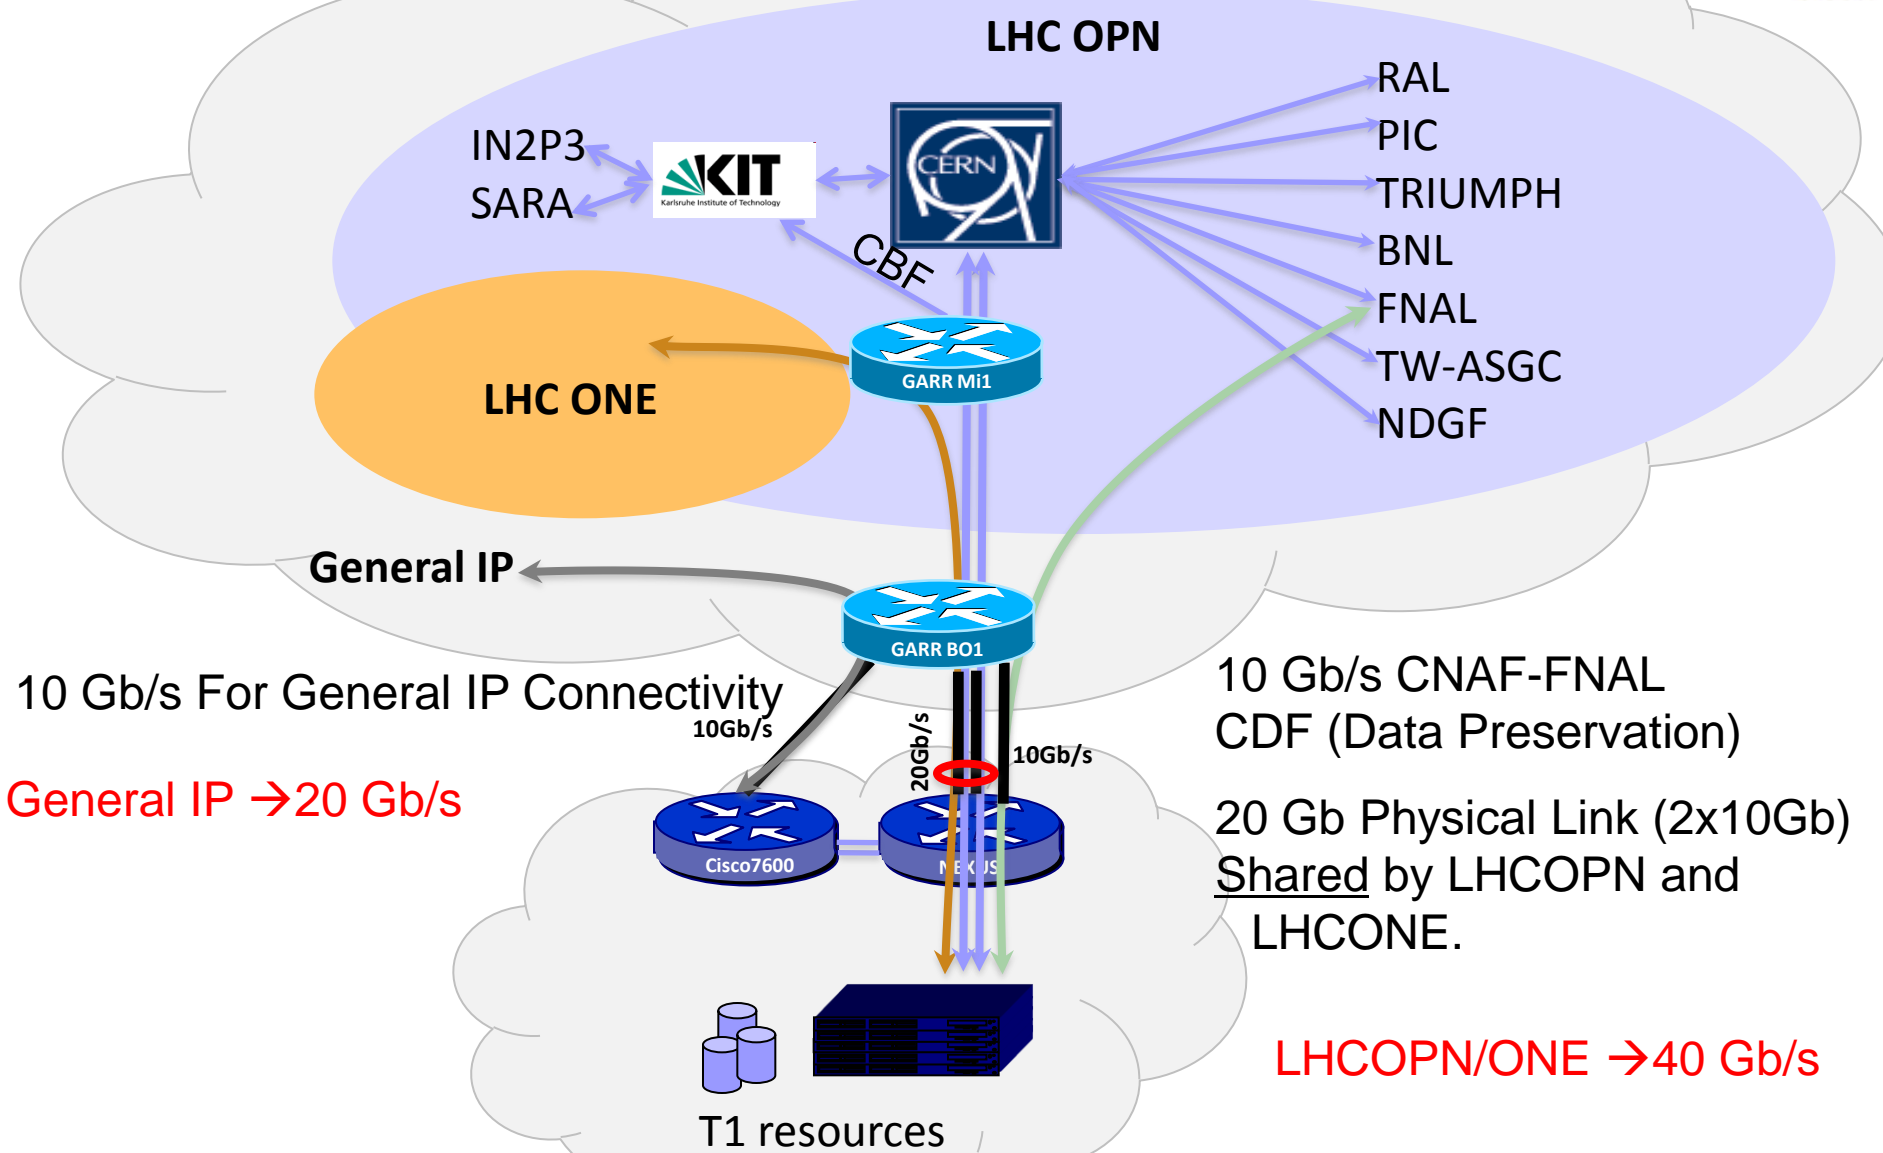 LHC OPN
RAL
PIC
TRIUMPH
BNL
FNAL
TW-ASGC
NDGF
IN2P3
SARA
KIT
Karlsruhe Institute of Technology
CERN
CBF
GARR Mi1
LHC ONE
General IP
GARR BO1
10 Gb/s For General IP Connectivity
10Gb/s
20Gb/s
10Gb/s
General IP →20 Gb/s
10 Gb/s CNAF-FNAL
CDF (Data Preservation)
20 Gb Physical Link (2x10Gb)
Shared by LHCOPN and
LHCONE.
Cisco7600
NEXUS
LHCOPN/ONE →40 Gb/s
T1 resources